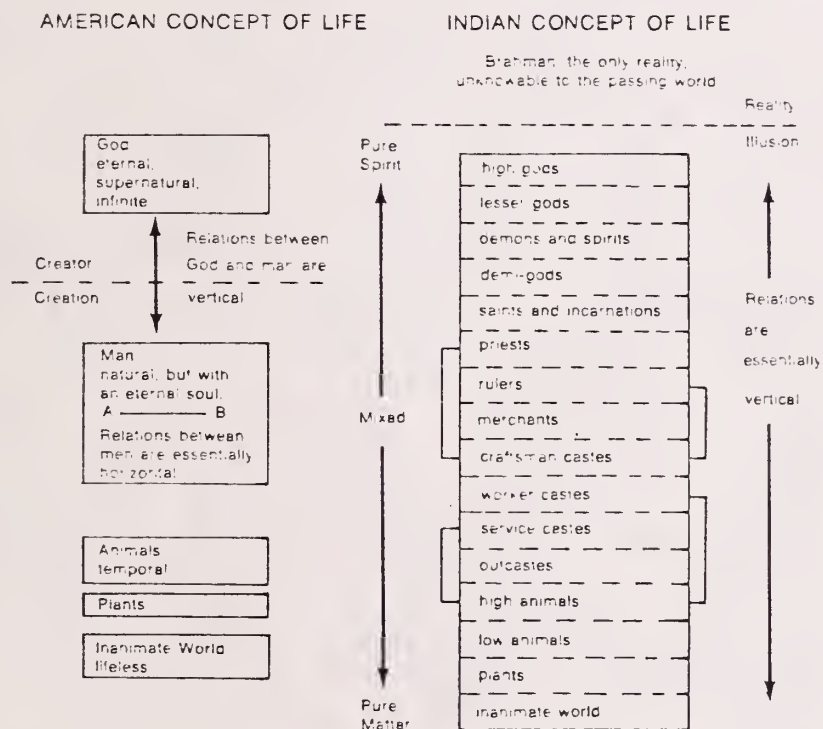 AMERICAN CONCEPT OF LIFE
God
eternal,
supernatural,
infinite
Creator
Creation
Relations between
God and man are
vertical
Man
natural, but with
an eternal soul.
A B
Relations between
men are essentially
horizontal
Animals
temporal
Plants
Inanimate World
lifeless
INDIAN CONCEPT OF LIFE
Brahman, the only reality,
unknowable to the passing world
Reality
Illusion
Pure
Spirit
Mixed
Pure
Matter
high gods
lesser gods
demons and spirits
demi-gods
saints and incarnations
priests
rulers
merchants
craftsman castes
worker castes
service castes
outcastes
high animals
low animals
plants
inanimate world
Relations
are
essentially
vertical